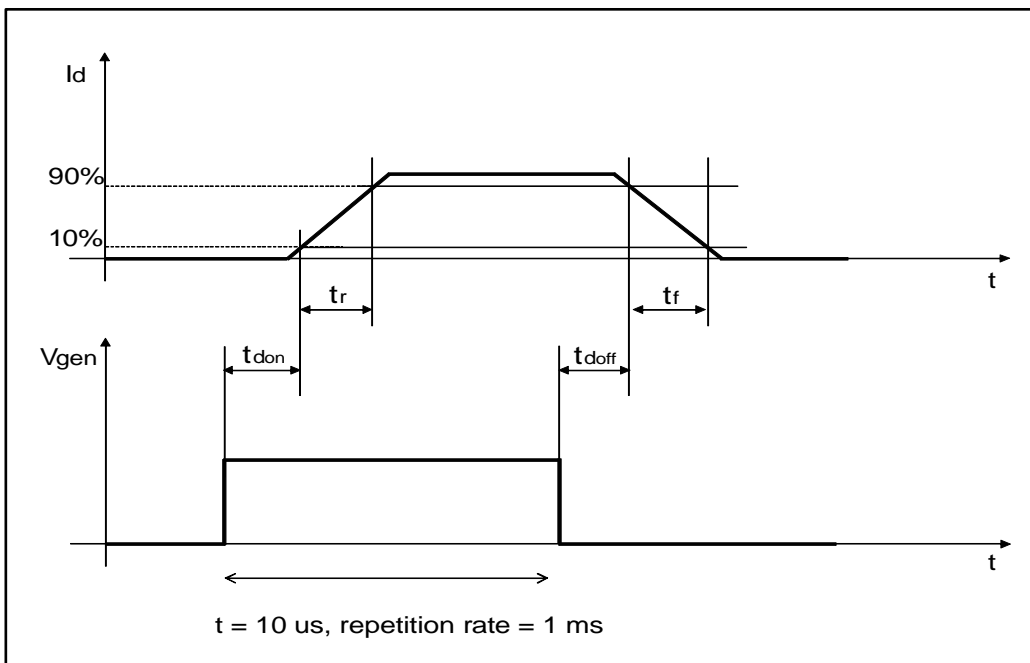 Id
90%
10%
tr
tf
t
Vgen
tdon
tdoff
t
t = 10 us, repetition rate = 1 ms